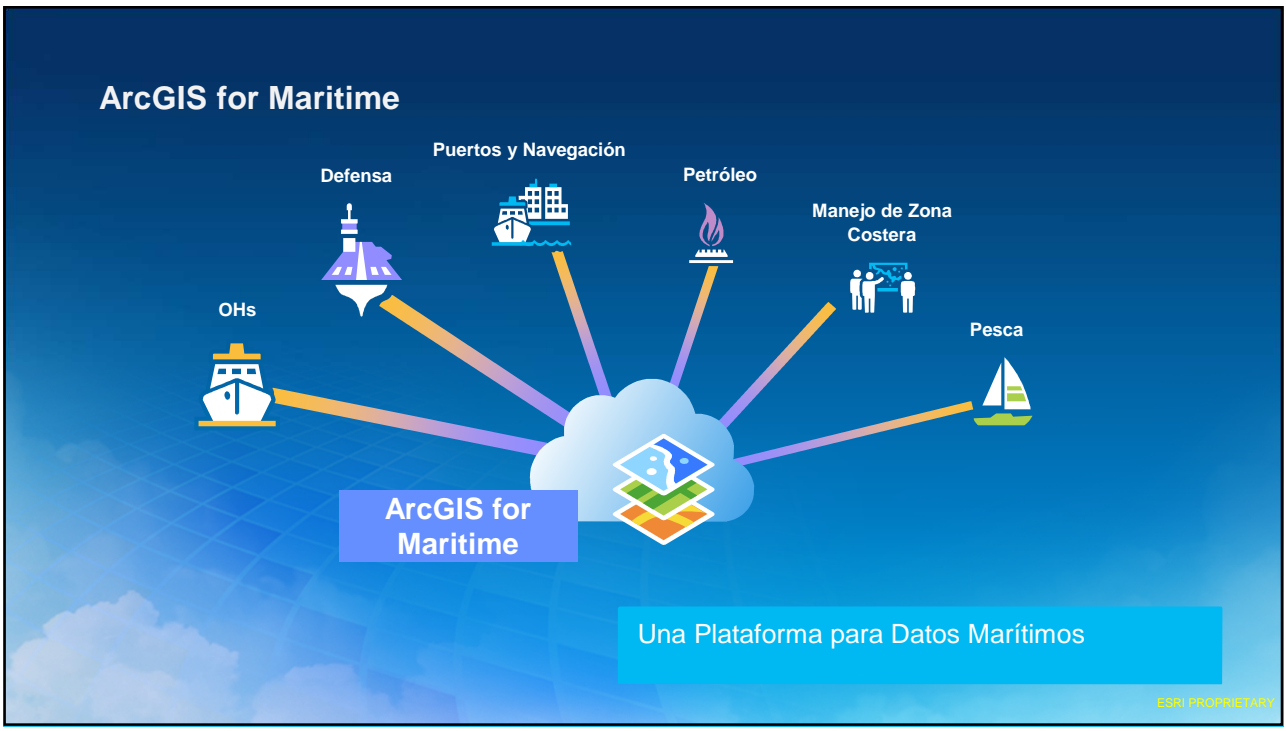 ArcGIS for Maritime
Puertos y Navegación
Defensa
Petróleo
Manejo de Zona
Costera
OHs
Pesca
ArcGIS for
Maritime
Una Plataforma para Datos Marítimos
ESRI PROPRIETARY